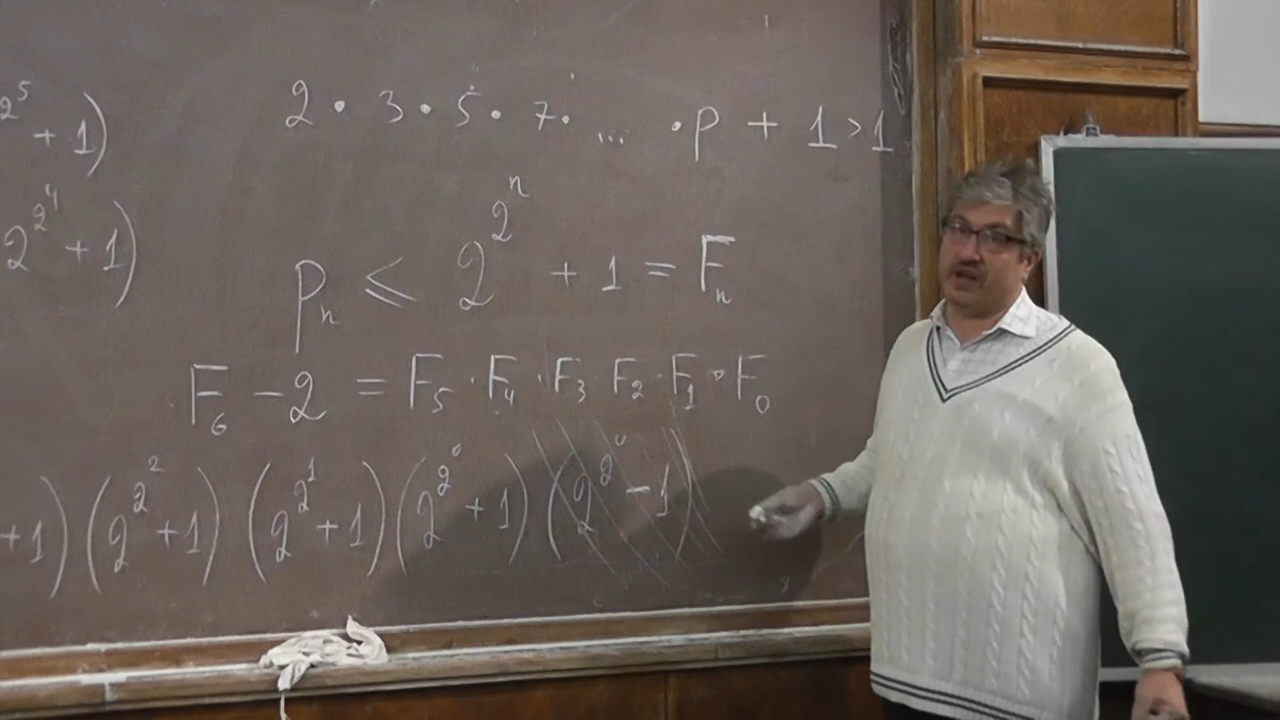 2^5 + 1)
2 · 3 · 5 · 7 · ... · p + 1 > 1
2^{2^4} + 1)
p_n ⩽ 2^{2^n} + 1 = F_n
F_6 − 2 = F_5 · F_4 · F_3 F_2 · F_1 · F_0
+1) (2^{2^2} + 1) (2^{2^1} + 1) (2^{2^0} + 1) (2^{2^0} − 1)